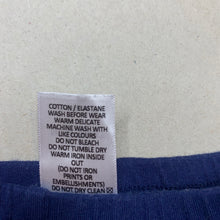 COTTON / ELASTANE
WASH BEFORE WEAR
WARM DELICATE
MACHINE WASH WITH
LIKE COLOURS
DO NOT BLEACH
DO NOT TUMBLE DRY
WARM IRON INSIDE
OUT
(DO NOT IRON
PRINTS OR
EMBELLISHMENTS)
DO NOT DRY CLEAN